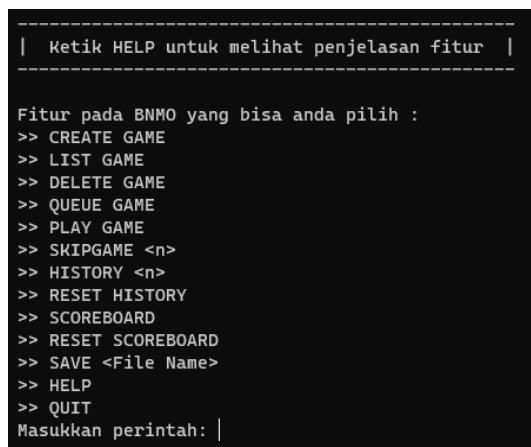 --------------------------------------------
|  Ketik HELP untuk melihat penjelasan fitur  |
--------------------------------------------
Fitur pada BNMO yang bisa anda pilih :
>> CREATE GAME
>> LIST GAME
>> DELETE GAME
>> QUEUE GAME
>> PLAY GAME
>> SKIPGAME <n>
>> HISTORY <n>
>> RESET HISTORY
>> SCOREBOARD
>> RESET SCOREBOARD
>> SAVE <File Name>
>> HELP
>> QUIT
Masukkan perintah: